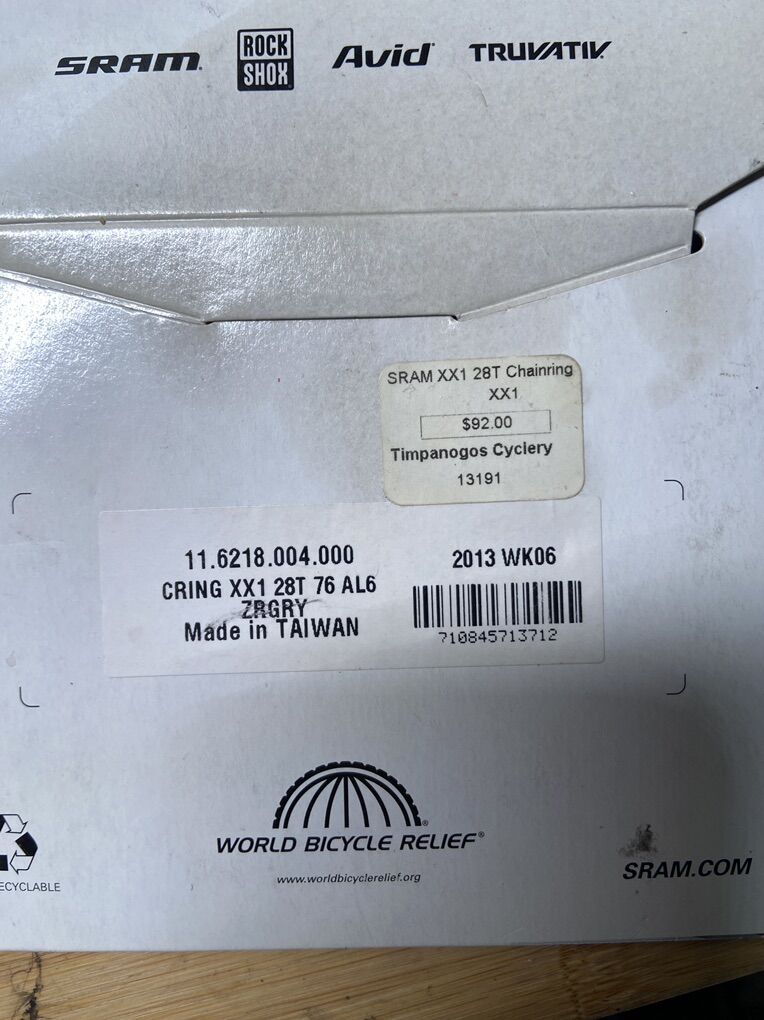 SRAM®
ROCK
SHOX
Avid®
TRUVATIV®
SRAM XX1 28T Chainring
XX1
$92.00
Timpanogos Cyclery
13191
11.6218.004.000
CRING XX1 28T 76 AL6
ZRGRY
Made in TAIWAN
2013 WK06
710845713712
WORLD BICYCLE RELIEF®
www.worldbicyclerelief.org
ECYCLABLE
SRAM.COM